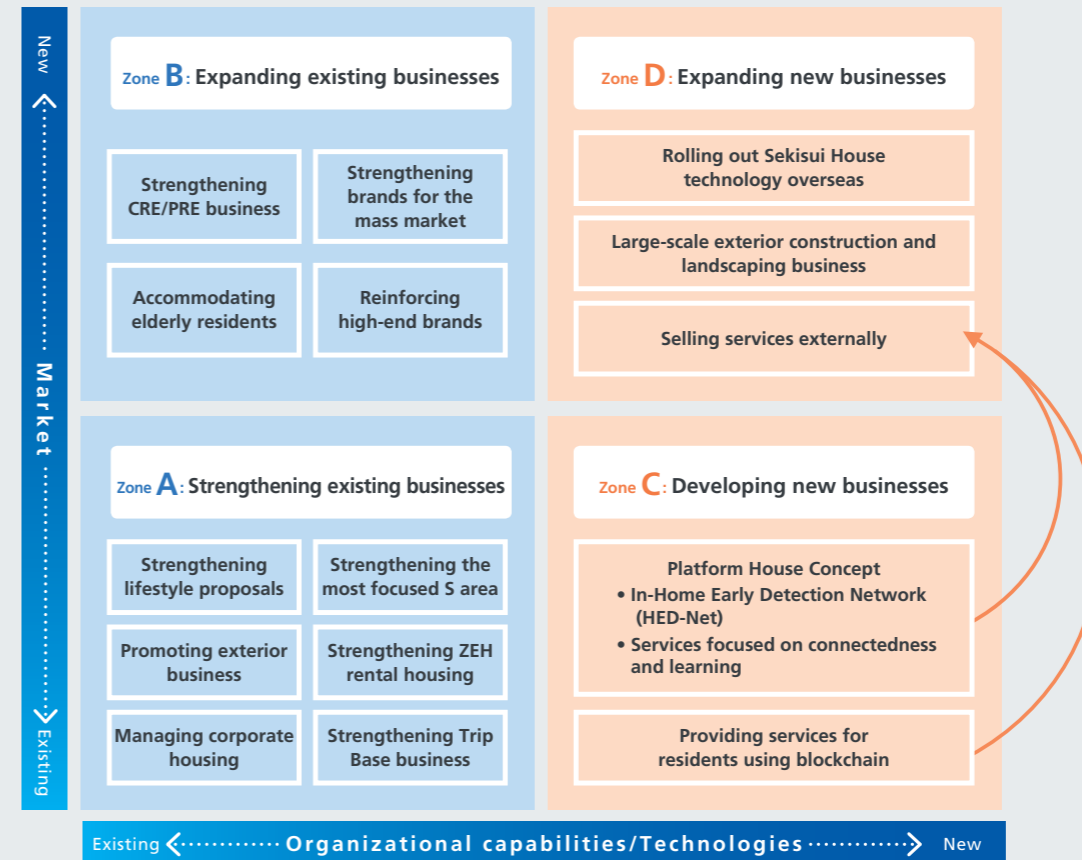 New
Market
Existing
Zone B: Expanding existing businesses
Strengthening
CRE/PRE business
Strengthening
brands for the
mass market
Accommodating
elderly residents
Reinforcing
high-end brands
Zone D: Expanding new businesses
Rolling out Sekisui House
technology overseas
Large-scale exterior construction and
landscaping business
Selling services externally
Zone A: Strengthening existing businesses
Strengthening
lifestyle proposals
Strengthening the
most focused S area
Promoting exterior
business
Strengthening ZEH
rental housing
Managing corporate
housing
Strengthening Trip
Base business
Zone C: Developing new businesses
Platform House Concept
• In-Home Early Detection Network
(HED-Net)
• Services focused on connectedness
and learning
Providing services for
residents using blockchain
Existing Organizational capabilities/Technologies New